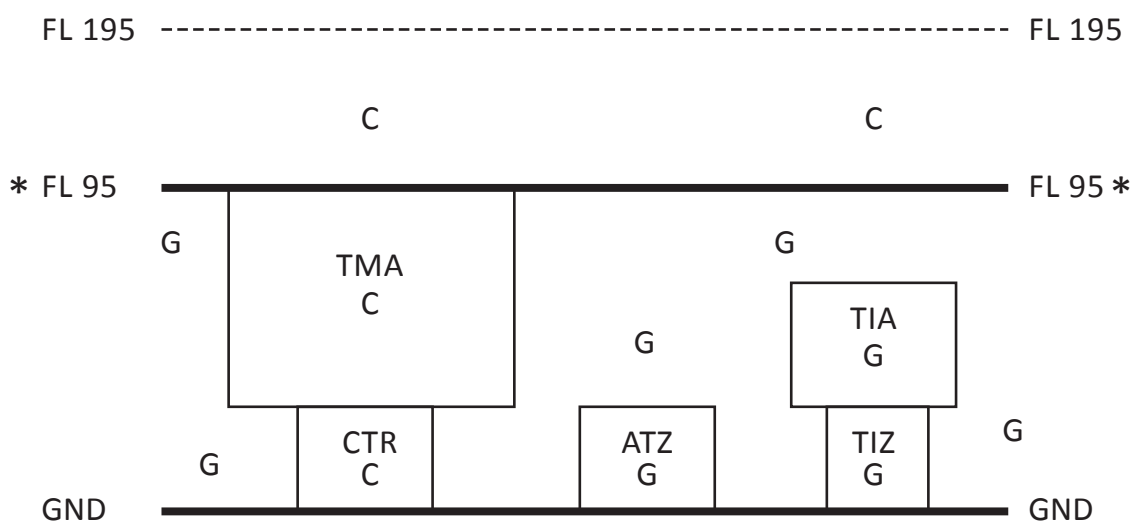 FL 195 FL 195
C C
* FL 95 FL 95 *
G G
TMA
C
TIA
G
G
CTR
C
ATZ
G
TIZ
G
G
G
GND GND